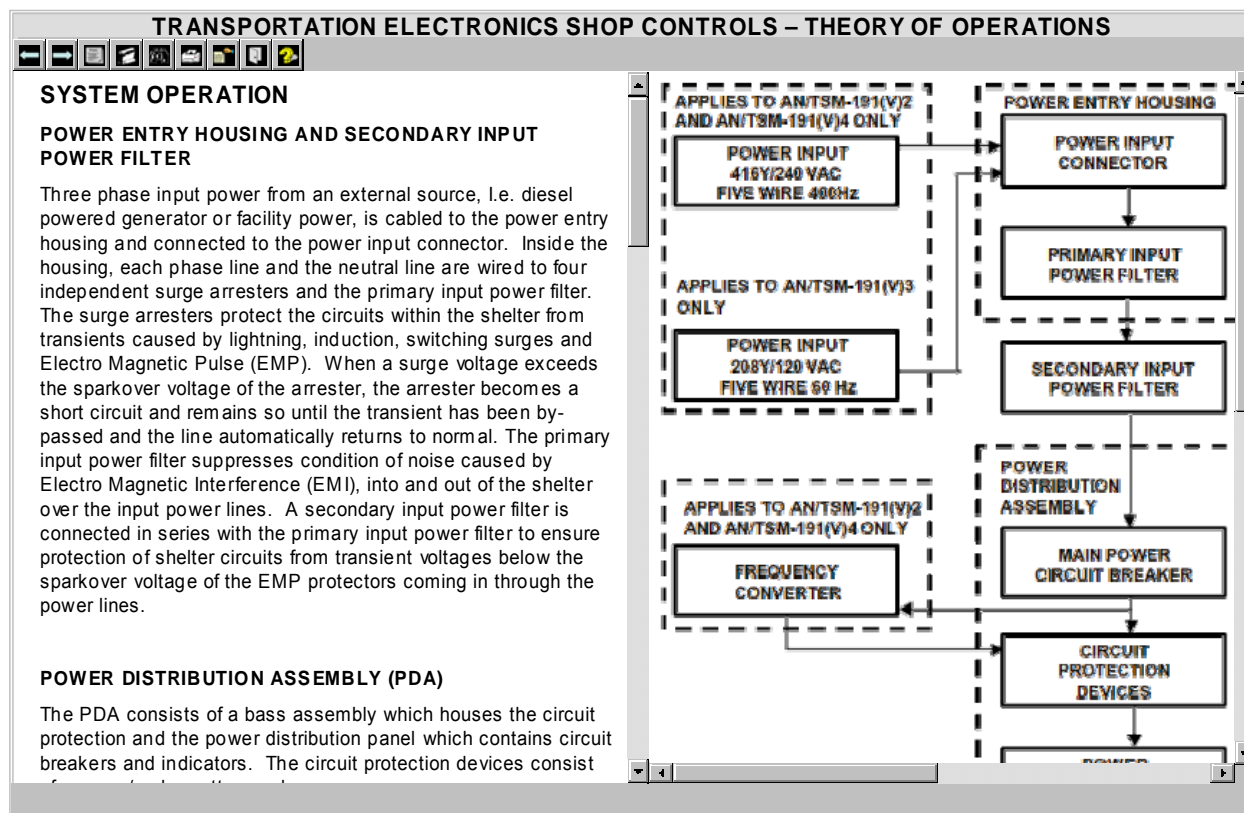 TRANSPORTATION ELECTRONICS SHOP CONTROLS – THEORY OF OPERATIONS
SYSTEM OPERATION
POWER ENTRY HOUSING AND SECONDARY INPUT
POWER FILTER
Three phase input power from an external source, I.e. diesel
powered generator or facility power, is cabled to the power entry
housing and connected to the power input connector. Inside the
housing, each phase line and the neutral line are wired to four
independent surge arresters and the primary input power filter.
The surge arresters protect the circuits within the shelter from
transients caused by lightning, induction, switching surges and
Electro Magnetic Pulse (EMP). When a surge voltage exceeds
the sparkover voltage of the arrester, the arrester becomes a
short circuit and remains so until the transient has been by-
passed and the line automatically returns to normal. The primary
input power filter suppresses condition of noise caused by
Electro Magnetic Interference (EMI), into and out of the shelter
over the input power lines. A secondary input power filter is
connected in series with the primary input power filter to ensure
protection of shelter circuits from transient voltages below the
sparkover voltage of the EMP protectors coming in through the
power lines.
POWER DISTRIBUTION ASSEMBLY (PDA)
The PDA consists of a bass assembly which houses the circuit
protection and the power distribution panel which contains circuit
breakers and indicators. The circuit protection devices consist
APPLIES TO AN/TSM-191(V)2
AND AN/TSM-191(V)4 ONLY
POWER INPUT
416Y/240 VAC
FIVE WIRE 400Hz
APPLIES TO AN/TSM-191(V)3
ONLY
POWER INPUT
208Y/120 VAC
FIVE WIRE 60 Hz
APPLIES TO AN/TSM-191(V)2
AND AN/TSM-191(V)4 ONLY
FREQUENCY
CONVERTER
POWER ENTRY HOUSING
POWER INPUT
CONNECTOR
PRIMARY INPUT
POWER FILTER
SECONDARY INPUT
POWER FILTER
POWER
DISTRIBUTION
ASSEMBLY
MAIN POWER
CIRCUIT BREAKER
CIRCUIT
PROTECTION
DEVICES
POWER